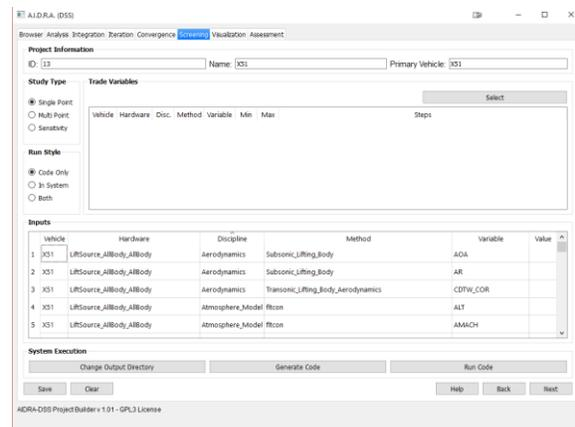 A.I.D.R.A. (DSS)
Browser Analysis Integration Iteration Convergence Screening Visualization Assessment
Project Information
ID: 13 Name: X51 Primary Vehicle: X51
Study Type
Single Point
Multi Point
Senativity
Trade Variables
Select
Vehicle Hardware Disc. Method Variable Min Max Steps
Run Style
Code Only
In System
Both
Inputs
Vehicle Hardware Discipline Method Variable Value
1 X51 LiftSource_AllBody_AllBody Aerodynamics Subsonic_Lifting_Body AOA
2 X51 LiftSource_AllBody_AllBody Aerodynamics Subsonic_Lifting_Body AR
3 X51 LiftSource_AllBody_AllBody Aerodynamics Transonic_Lifting_Body_Aerodynamics CDTW_COR
4 X51 LiftSource_AllBody_AllBody Atmosphere_Model fltcon ALT
5 X51 LiftSource_AllBody_AllBody Atmosphere_Model fltcon AMACH
System Execution
Change Output Directory Generate Code Run Code
Save Clear Help Back Next
AIDRA-DSS Project Builder v 1.01 - GPL3 License